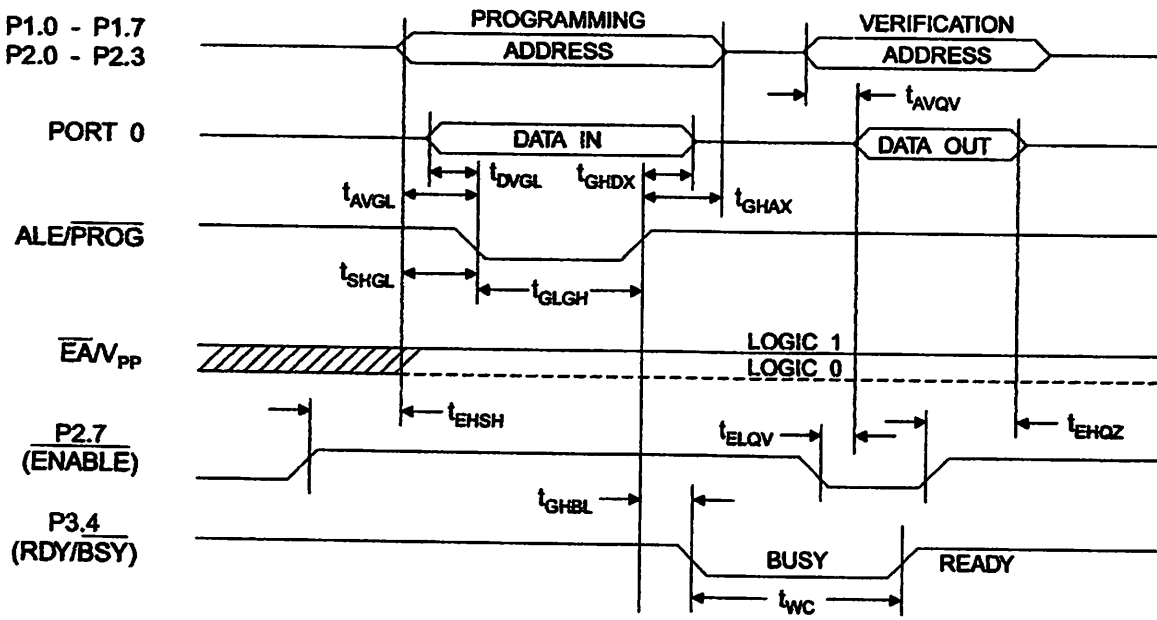 P1.0 - P1.7
P2.0 - P2.3
PROGRAMMING
ADDRESS
VERIFICATION
ADDRESS
tAVQV
PORT 0
DATA IN
DATA OUT
tDVGL
tGHDX
tAVGL
tGHAX
ALE/PROG
tSHGL
tGLGH
EA/VPP
LOGIC 1
LOGIC 0
tEHSH
tELQV
tEHQZ
P2.7
(ENABLE)
tGHBL
P3.4
(RDY/BSY)
BUSY
READY
tWC